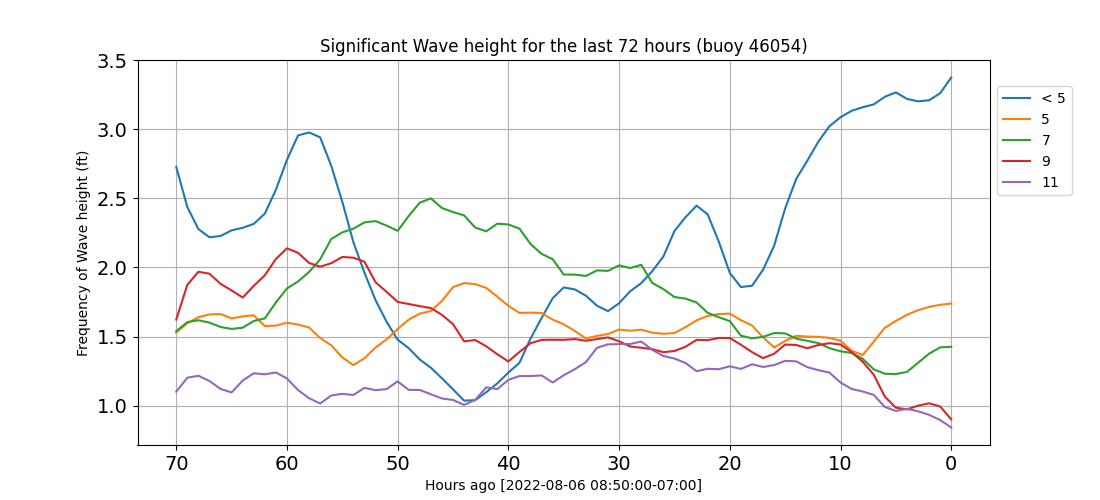 Significant Wave height for the last 72 hours (buoy 46054)
Frequency of Wave height (ft)
3.5
3.0
2.5
2.0
1.5
1.0
70 60 50 40 30 20 10 0
Hours ago [2022-08-06 08:50:00-07:00]
< 5
5
7
9
11